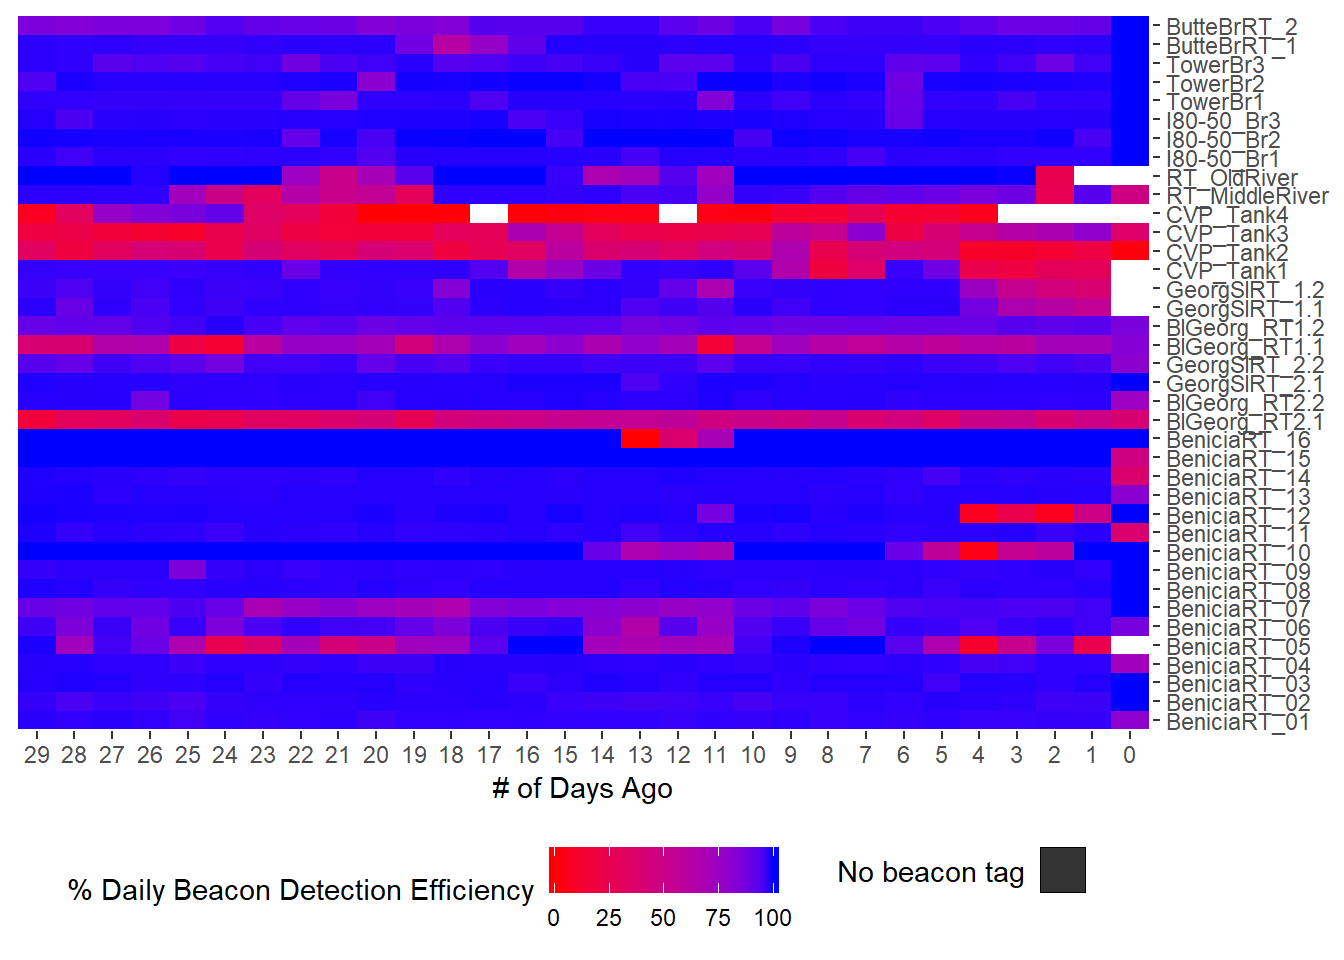 ButteBrRT_2
ButteBrRT_1
TowerBr3
TowerBr2
TowerBr1
I80-50_Br3
I80-50_Br2
I80-50_Br1
RT_OldRiver
RT_MiddleRiver
CVP_Tank4
CVP_Tank3
CVP_Tank2
CVP_Tank1
GeorgSlRT_1.2
GeorgSlRT_1.1
BlGeorg_RT1.2
BlGeorg_RT1.1
GeorgSlRT_2.2
GeorgSlRT_2.1
BlGeorg_RT2.2
BlGeorg_RT2.1
BeniciaRT_16
BeniciaRT_15
BeniciaRT_14
BeniciaRT_13
BeniciaRT_12
BeniciaRT_11
BeniciaRT_10
BeniciaRT_09
BeniciaRT_08
BeniciaRT_07
BeniciaRT_06
BeniciaRT_05
BeniciaRT_04
BeniciaRT_03
BeniciaRT_02
BeniciaRT_01
29 28 27 26 25 24 23 22 21 20 19 18 17 16 15 14 13 12 11 10 9 8 7 6 5 4 3 2 1 0
# of Days Ago
% Daily Beacon Detection Efficiency
0 25 50 75 100
No beacon tag